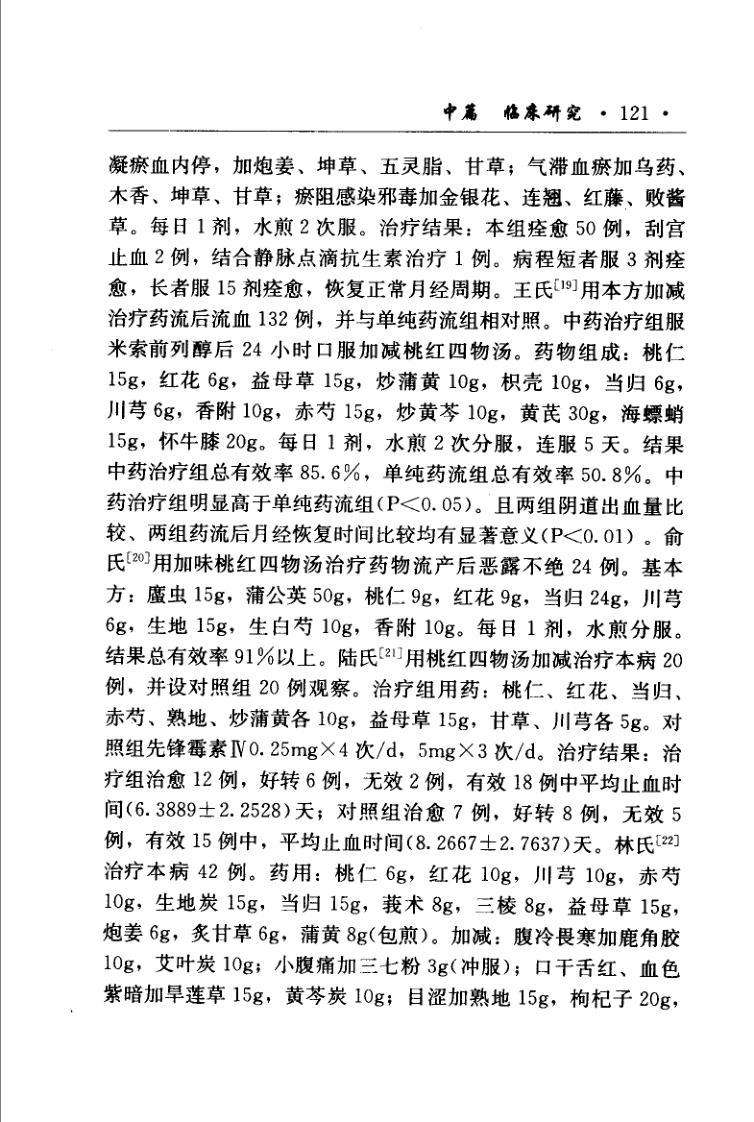 中篇 临床研究 · 121 ·
凝瘀血内停，加炮姜、坤草、五灵脂、甘草；气滞血瘀加乌药、
木香、坤草、甘草；瘀阻感染邪毒加金银花、连翘、红藤、败酱
草。每日 1 剂，水煎 2 次服。治疗结果：本组痊愈 50 例，刮宫
止血 2 例，结合静脉点滴抗生素治疗 1 例。病程短者服 3 剂痊
愈，长者服 15 剂痊愈，恢复正常月经周期。王氏[19]用本方加减
治疗药流后流血 132 例，并与单纯药流组相对照。中药治疗组服
米索前列醇后 24 小时口服加减桃红四物汤。药物组成：桃仁
15g，红花 6g，益母草 15g，炒蒲黄 10g，枳壳 10g，当归 6g，
川芎 6g，香附 10g，赤芍 15g，炒黄芩 10g，黄芪 30g，海螵蛸
15g，怀牛膝 20g。每日 1 剂，水煎 2 次分服，连服 5 天。结果
中药治疗组总有效率 85.6%，单纯药流组总有效率 50.8%。中
药治疗组明显高于单纯药流组(P<0.05)。且两组阴道出血量比
较、两组药流后月经恢复时间比较均有显著意义(P<0.01) 。俞
氏[20]用加味桃红四物汤治疗药物流产后恶露不绝 24 例。基本
方：䗪虫 15g，蒲公英 50g，桃仁 9g，红花 9g，当归 24g，川芎
6g，生地 15g，生白芍 10g，香附 10g。每日 1 剂，水煎分服。
结果总有效率 91%以上。陆氏[21]用桃红四物汤加减治疗本病 20
例，并设对照组 20 例观察。治疗组用药：桃仁、红花、当归、
赤芍、熟地、炒蒲黄各 10g，益母草 15g，甘草、川芎各 5g。对
照组先锋霉素Ⅳ0.25mg×4 次/d，5mg×3 次/d。治疗结果：治
疗组治愈 12 例，好转 6 例，无效 2 例，有效 18 例中平均止血时
间(6.3889±2.2528)天；对照组治愈 7 例，好转 8 例，无效 5
例，有效 15 例中，平均止血时间(8.2667±2.7637)天。林氏[22]
治疗本病 42 例。药用：桃仁 6g，红花 10g，川芎 10g，赤芍
10g，生地炭 15g，当归 15g，莪术 8g，三棱 8g，益母草 15g，
炮姜 6g，炙甘草 6g，蒲黄 8g(包煎)。加减：腹冷畏寒加鹿角胶
10g，艾叶炭 10g；小腹痛加三七粉 3g(冲服)；口干舌红、血色
紫暗加旱莲草 15g，黄芩炭 10g；目涩加熟地 15g，枸杞子 20g，